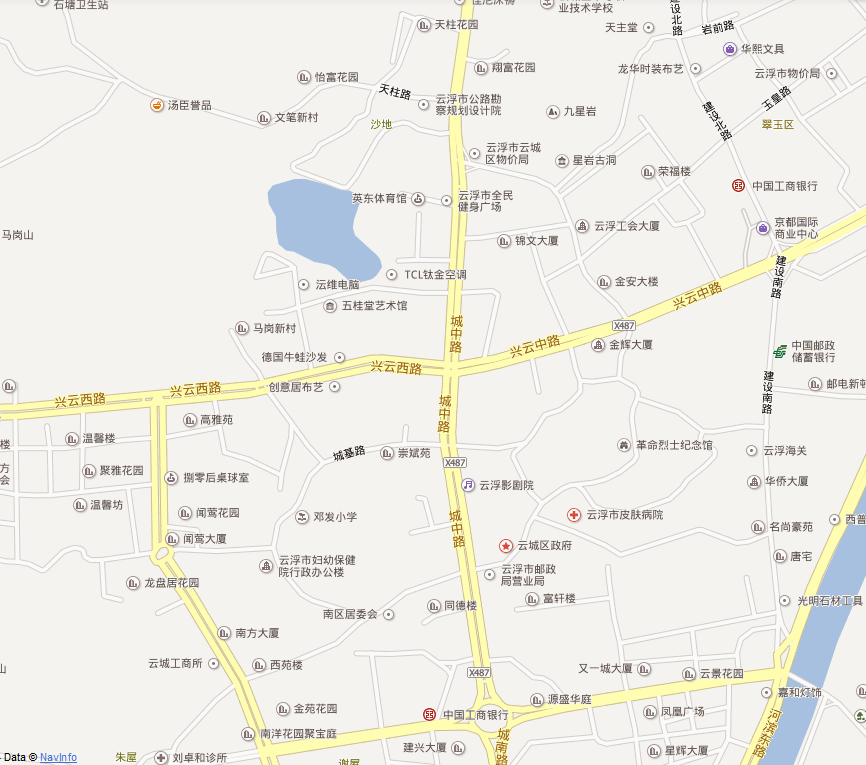 石塘卫生站
佳尼床褥
业技术学校
建设北路
岩前路
天柱花园
天主堂
华熙文具
怡富花园
翔富花园
龙华时装布艺
云浮市物价局
天柱路
玉皇路
汤臣誉品
云浮市公路勘
察规划设计院
九星岩
建设北路
文笔新村
沙地
翠玉区
云浮市云城
区物价局
星岩古洞
荣福楼
中国工商银行
英东体育馆
云浮市全民
健身广场
云浮工会大厦
京都国际
商业中心
马岗山
锦文大厦
TCL钛金空调
建设南路
沄维电脑
金安大楼
兴云中路
五桂堂艺术馆
马岗新村
城中路
X487
兴云中路
金辉大厦
中国邮政
储蓄银行
德国牛蛙沙发
兴云西路
创意居布艺
兴云西路
兴云西路
建设南路
邮电新邨
城中路
高雅苑
温馨楼
楼
革命烈士纪念馆
云浮海关
城基路
崇斌苑
X487
方
会
聚雅花园
捌零后桌球室
云浮影剧院
华侨大厦
温馨坊
闻莺花园
邓发小学
城中路
云浮市皮肤病院
名尚豪苑
西普
闻莺大厦
云城区政府
唐宅
云浮市妇幼保健
院行政办公楼
云浮市邮政
局营业局
龙盘居花园
富轩楼
光明石材工具
同德楼
南区居委会
南方大厦
云城工商所
西苑楼
山
又一城大厦
云景花园
X487
嘉和灯饰
源盛华庭
金苑花园
中国工商银行
凤凰广场
河滨东路
南洋花园聚宝庭
城南路
建兴大厦
星辉大厦
Data © NavInfo
朱屋
刘卓和诊所
谢屋